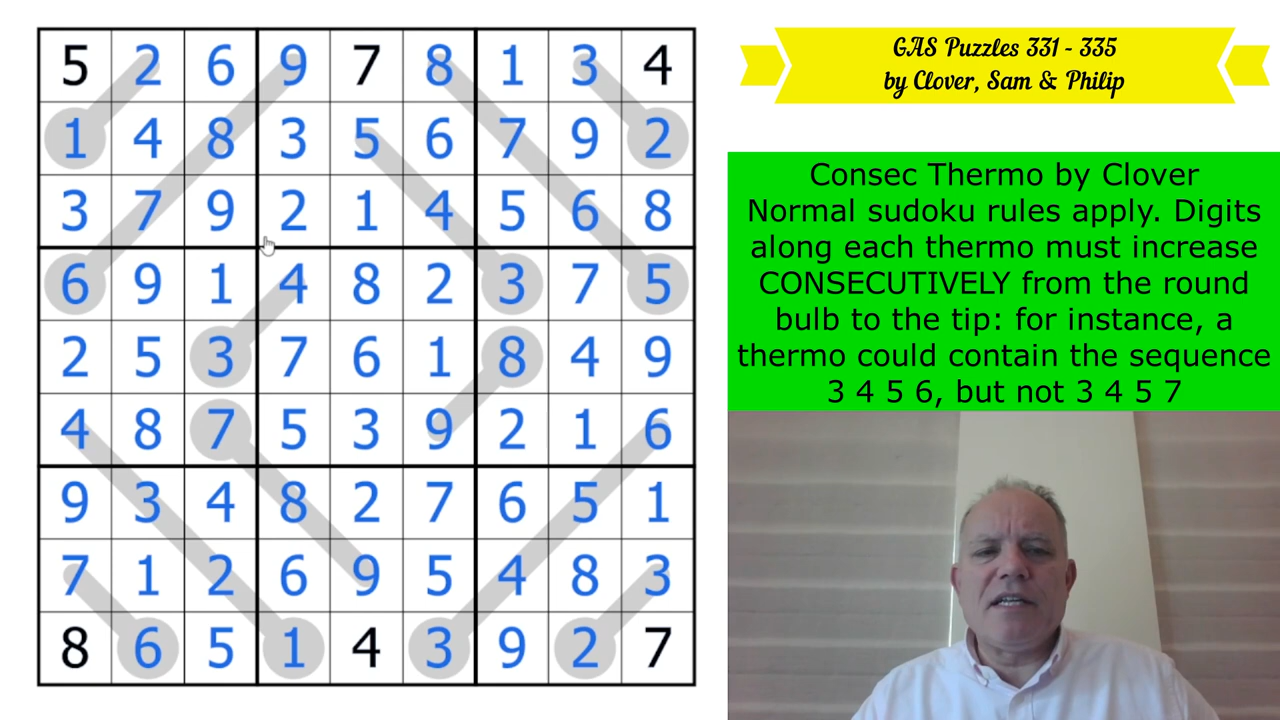 GAS Puzzles 331 - 335
by Clover, Sam & Philip
Consec Thermo by Clover
Normal sudoku rules apply. Digits
along each thermo must increase
CONSECUTIVELY from the round
bulb to the tip: for instance, a
thermo could contain the sequence
3 4 5 6, but not 3 4 5 7
5 2 6 9 7 8 1 3 4
1 4 8 3 5 6 7 9 2
3 7 9 2 1 4 5 6 8
6 9 1 4 8 2 3 7 5
2 5 3 7 6 1 8 4 9
4 8 7 5 3 9 2 1 6
9 3 4 8 2 7 6 5 1
7 1 2 6 9 5 4 8 3
8 6 5 1 4 3 9 2 7